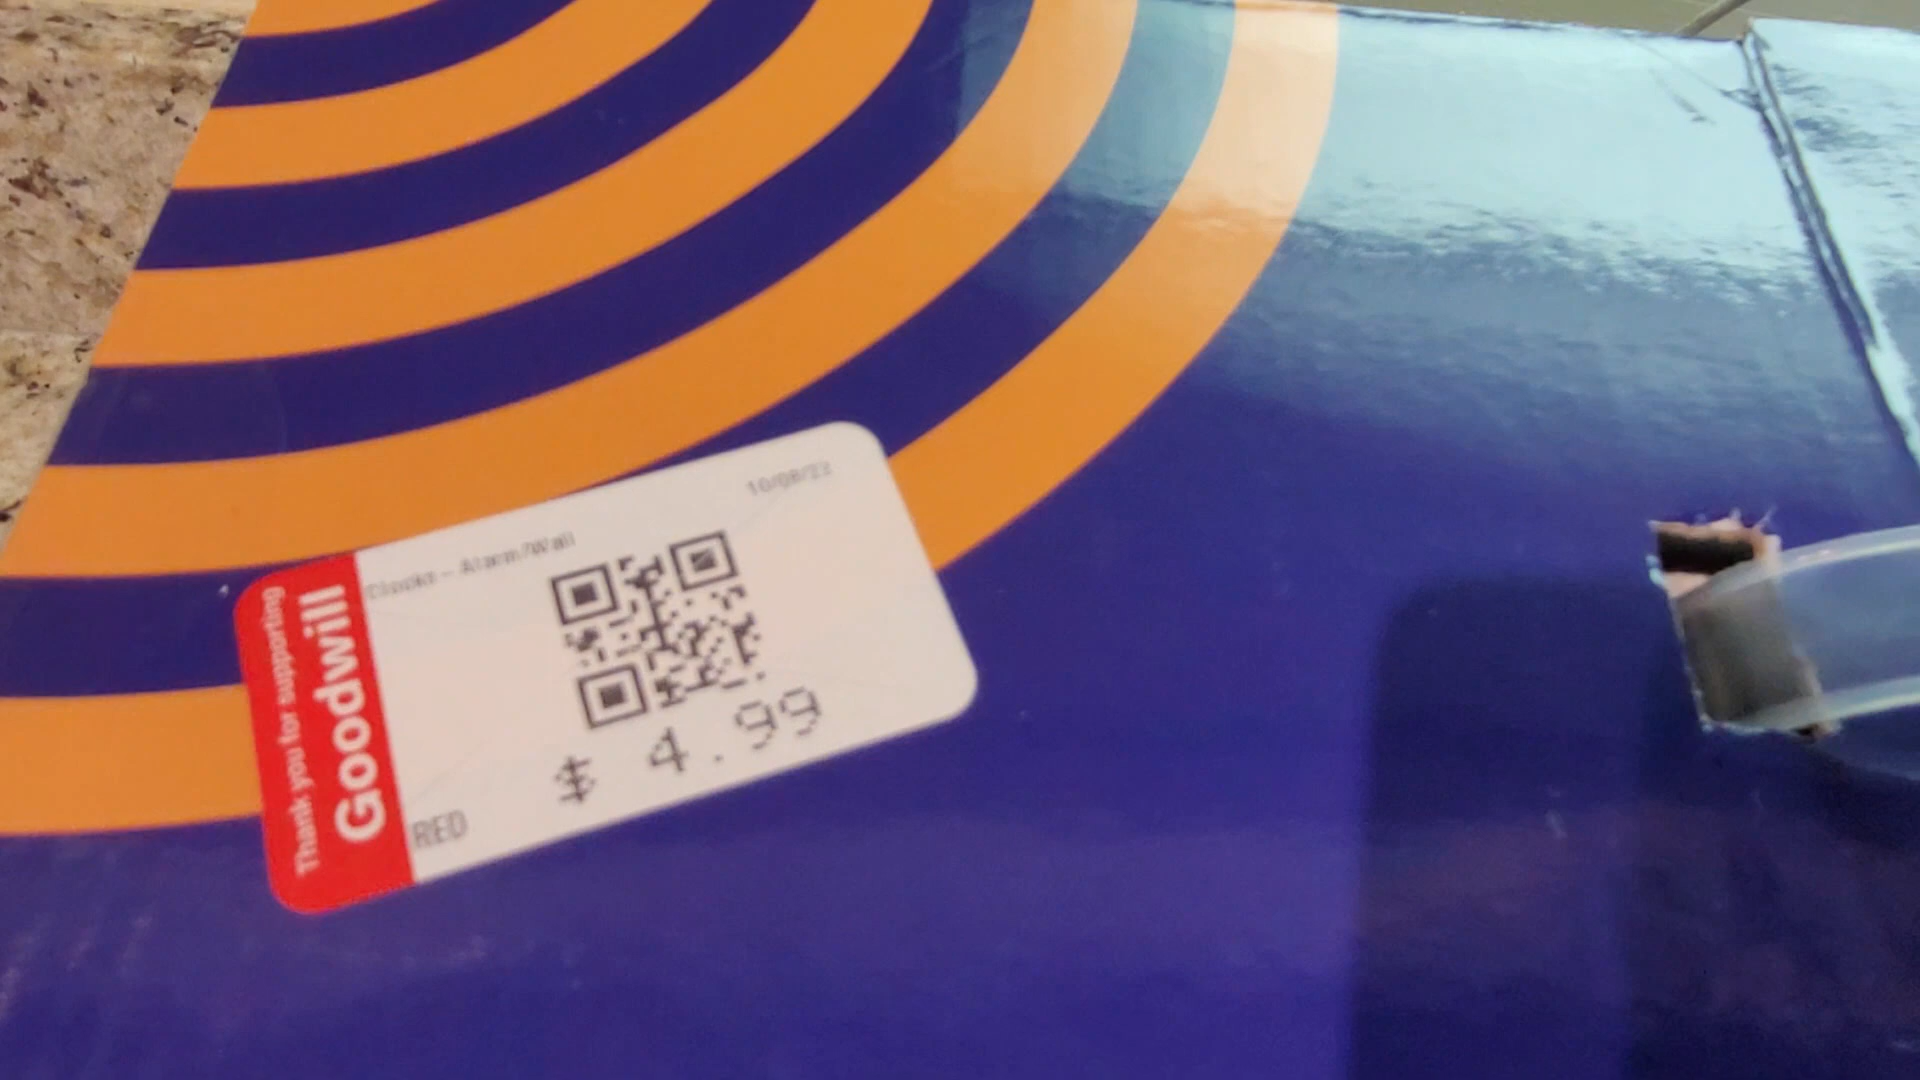 10/08/22
Clocks - Alarm/Wall
$ 4.99
RED
Goodwill
Thank you for supporting